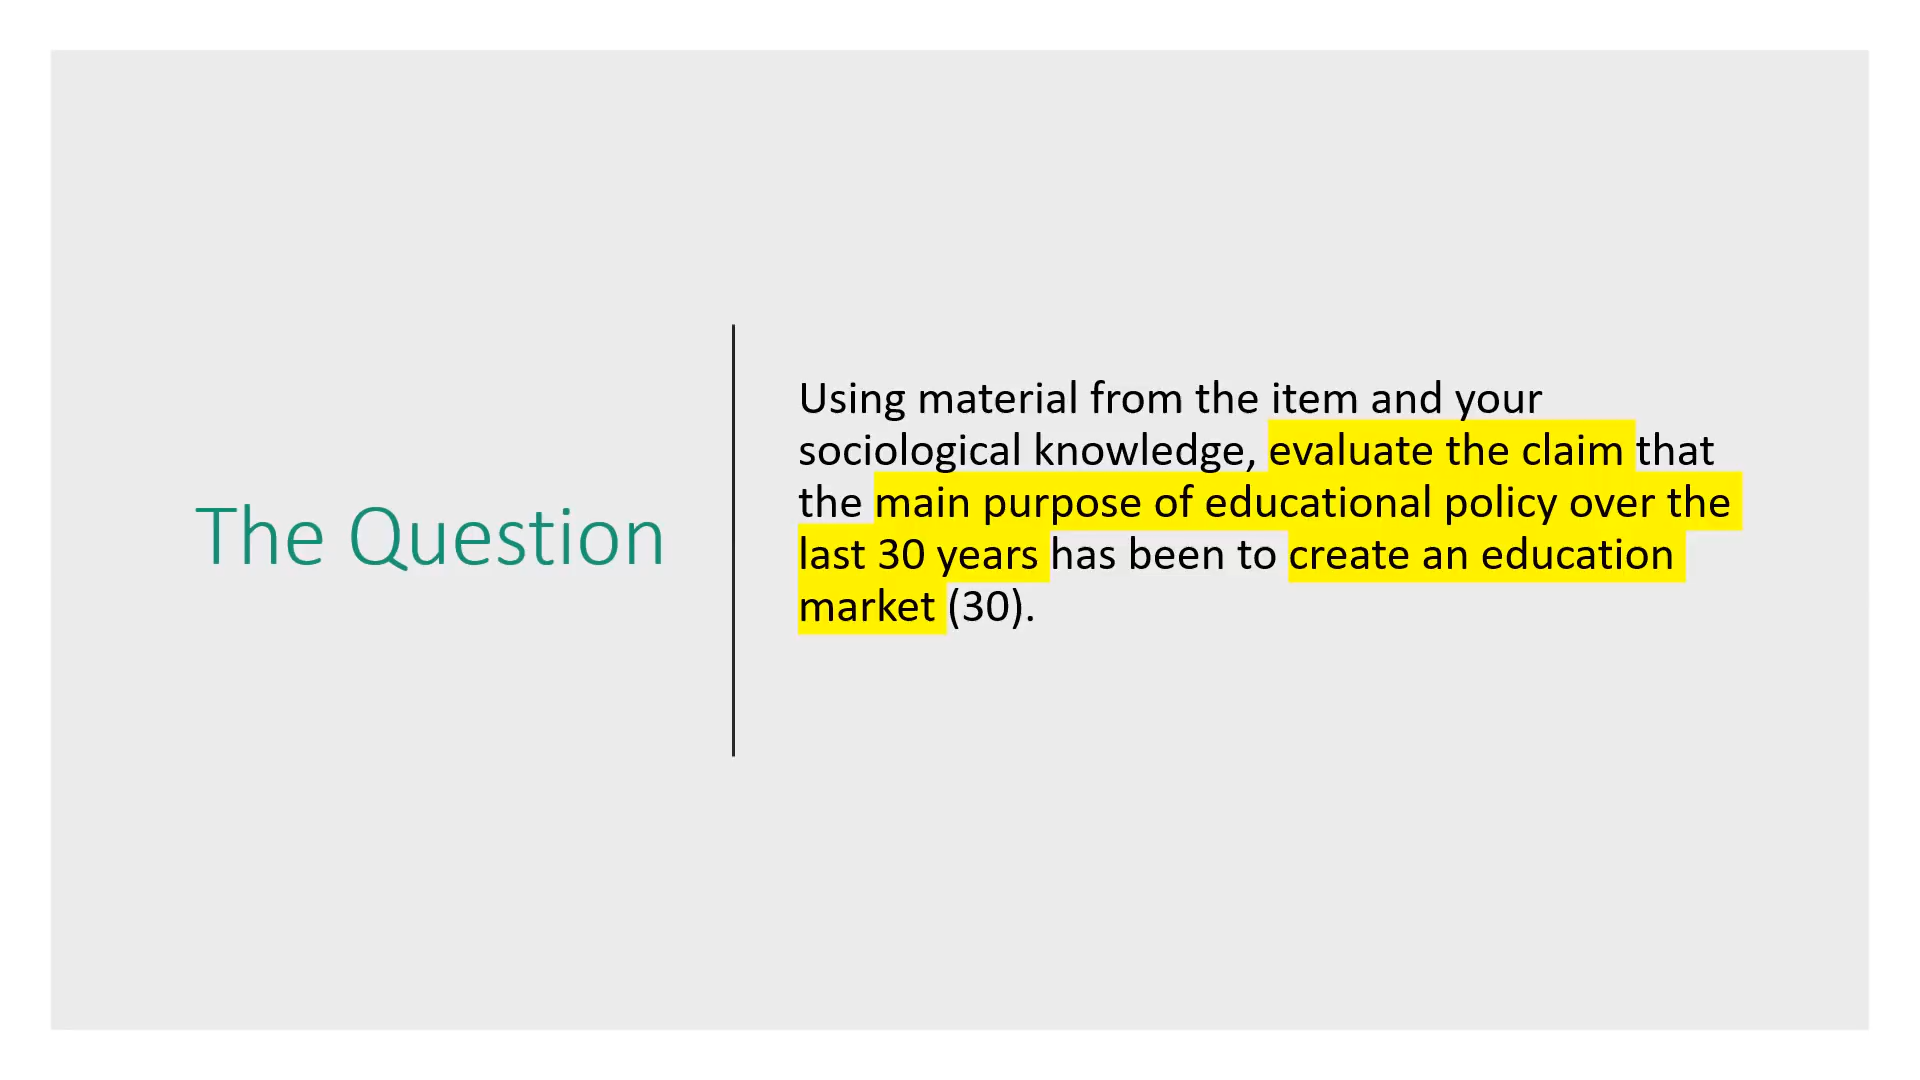 The Question
Using material from the item and your
sociological knowledge, evaluate the claim that
the main purpose of educational policy over the
last 30 years has been to create an education
market (30).